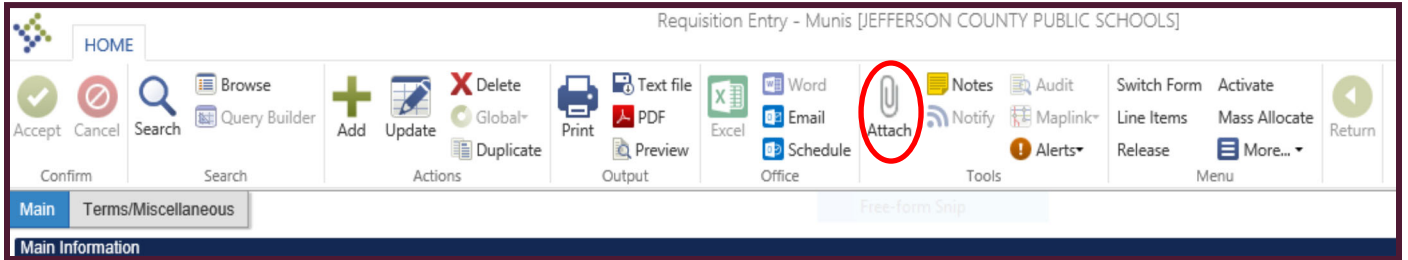 Requisition Entry - Munis [JEFFERSON COUNTY PUBLIC SCHOOLS]
HOME
Accept
Cancel
Confirm
Search
Browse
Query Builder
Search
Add
Update
Delete
Global
Duplicate
Actions
Print
Text file
PDF
Preview
Output
Excel
Word
Email
Schedule
Office
Attach
Notes
Notify
Audit
Maplink
Alerts
Tools
Switch Form
Line Items
Release
Activate
Mass Allocate
More...
Menu
Return
Main
Terms/Miscellaneous
Free-form Snip
Main Information